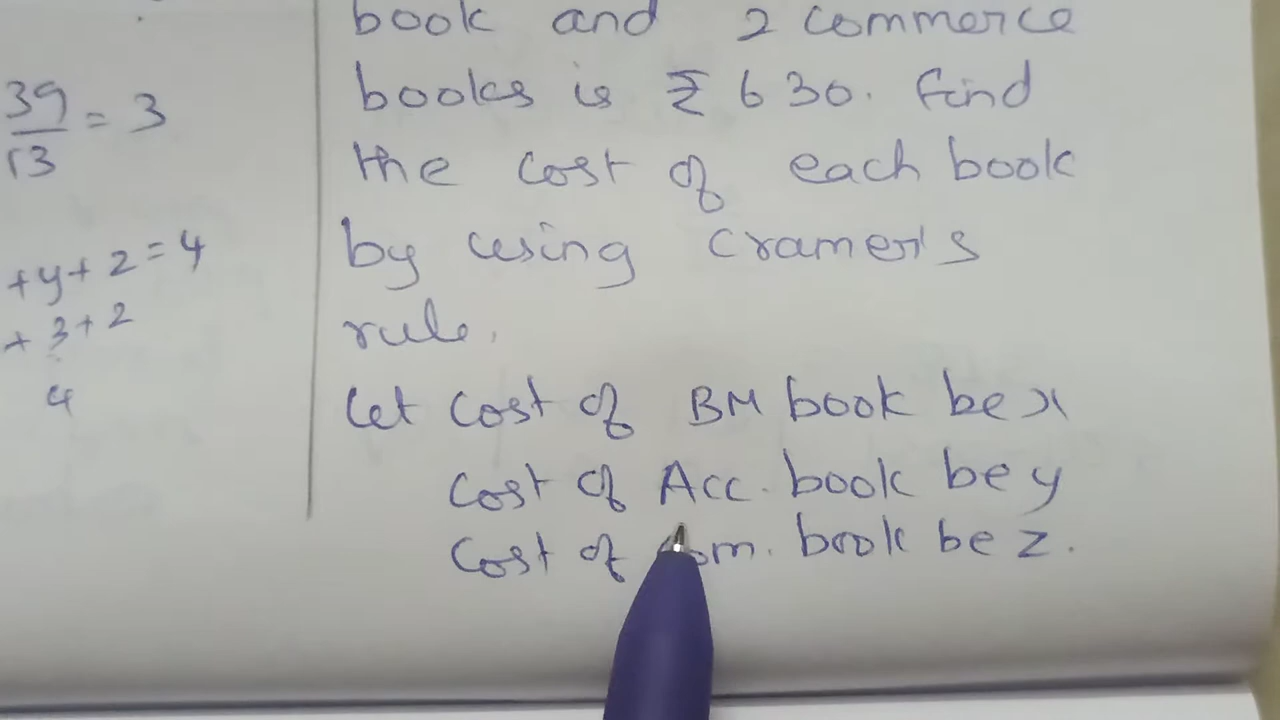 39/13 = 3
+y+2=4
+3+2
4
book and 2 commerce
books is ₹ 630. find
the cost of each book
by using cramer's
rule.
Let cost of BM book be x
cost of Acc. book be y
cost of om. book be z.